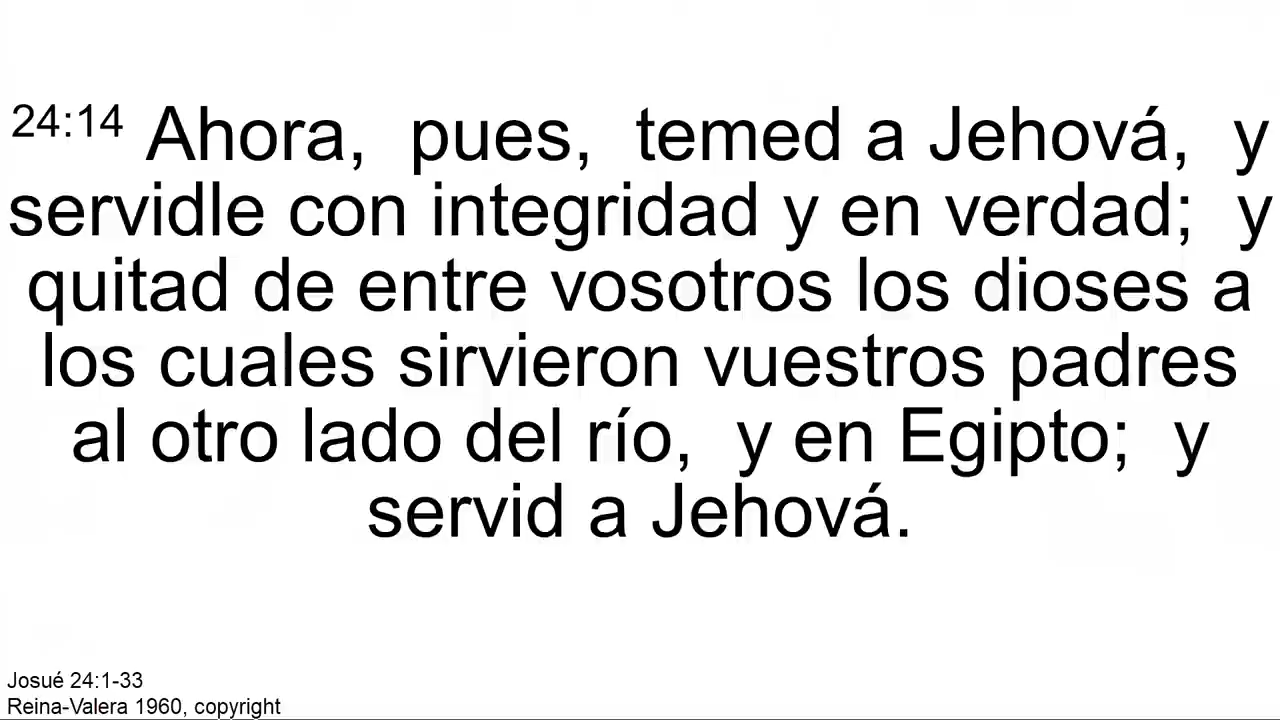 24:14 Ahora, pues, temed a Jehová, y
servidle con integridad y en verdad; y
quitad de entre vosotros los dioses a
los cuales sirvieron vuestros padres
al otro lado del río, y en Egipto; y
servid a Jehová.
Josué 24:1-33
Reina-Valera 1960, copyright